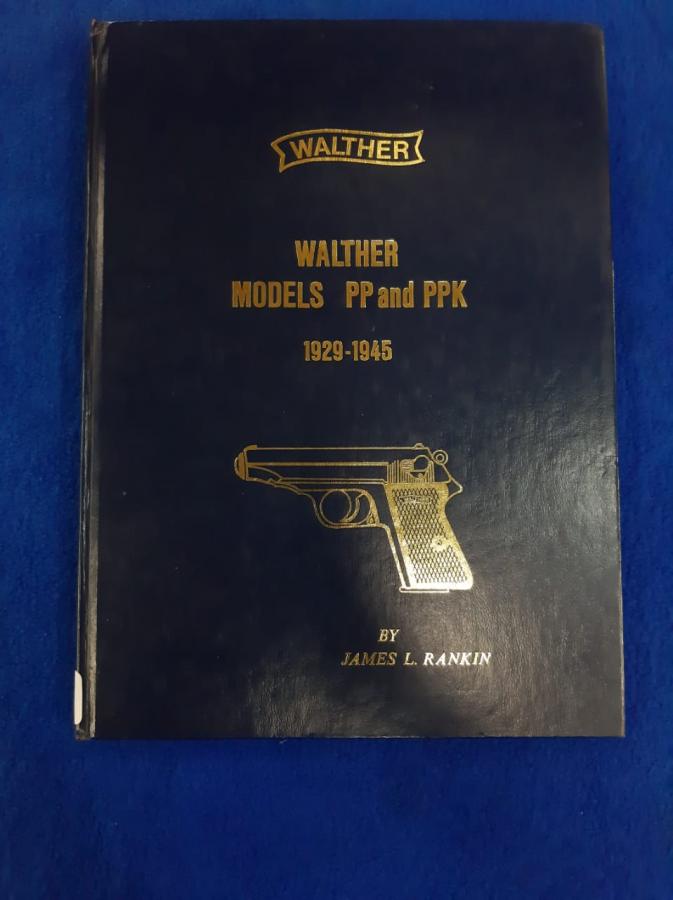 WALTHER
WALTHER
MODELS PP and PPK
1929-1945
BY
JAMES L. RANKIN